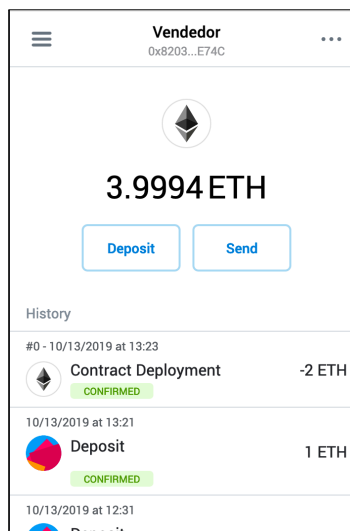 Vendedor
0x8203...E74C
3.9994 ETH
Deposit
Send
History
#0 - 10/13/2019 at 13:23
Contract Deployment
-2 ETH
CONFIRMED
10/13/2019 at 13:21
Deposit
1 ETH
CONFIRMED
10/13/2019 at 12:31
Deposit